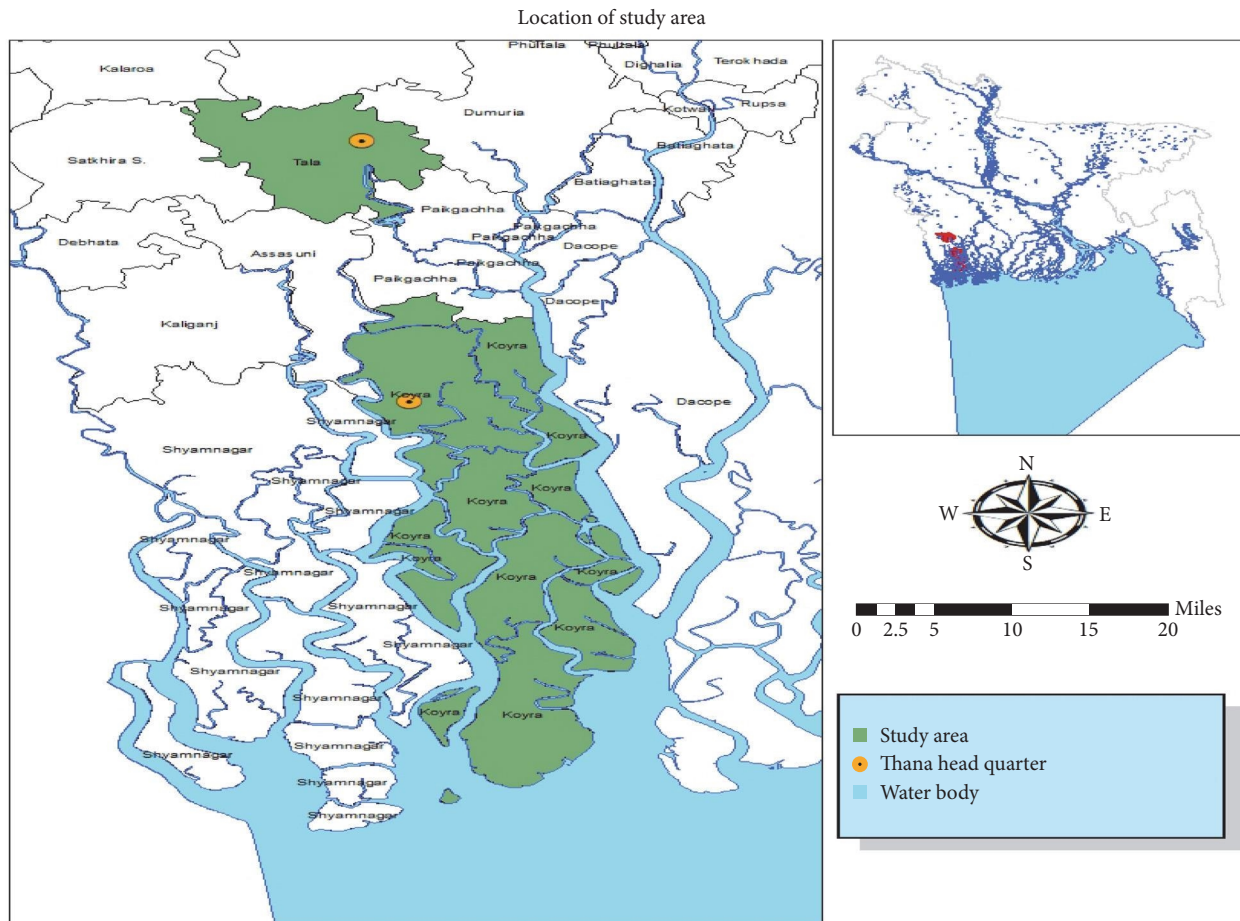 Location of study area
Phultala
Phultala
Kalaroa
Dighalia
Terokhada
Kotwali
Rupsa
Dumuria
Satkhira S.
Tala
Batiaghata
Batiaghata
Paikgachha
Paikgachha
Paikgachha
Debhata
Assasuni
Dacope
Paikgachha
Paikgachha
Dacope
Kaliganj
Koyra
Koyra
Dacope
Shyamnagar
Koyra
Shyamnagar
Shyamnagar
Koyra
Koyra
Shyamnagar
Koyra
Shyamnagar
Koyra
Shyamnagar
Koyra
Koyra
Shyamnagar
Shyamnagar
Koyra
Shyamnagar
Shyamnagar
Shyamnagar
Koyra
Koyra
Shyamnagar
Shyamnagar
Shyamnagar
Shyamnagar
N
W
E
S
Miles
0 2.5 5 10 15 20
Study area
Thana head quarter
Water body